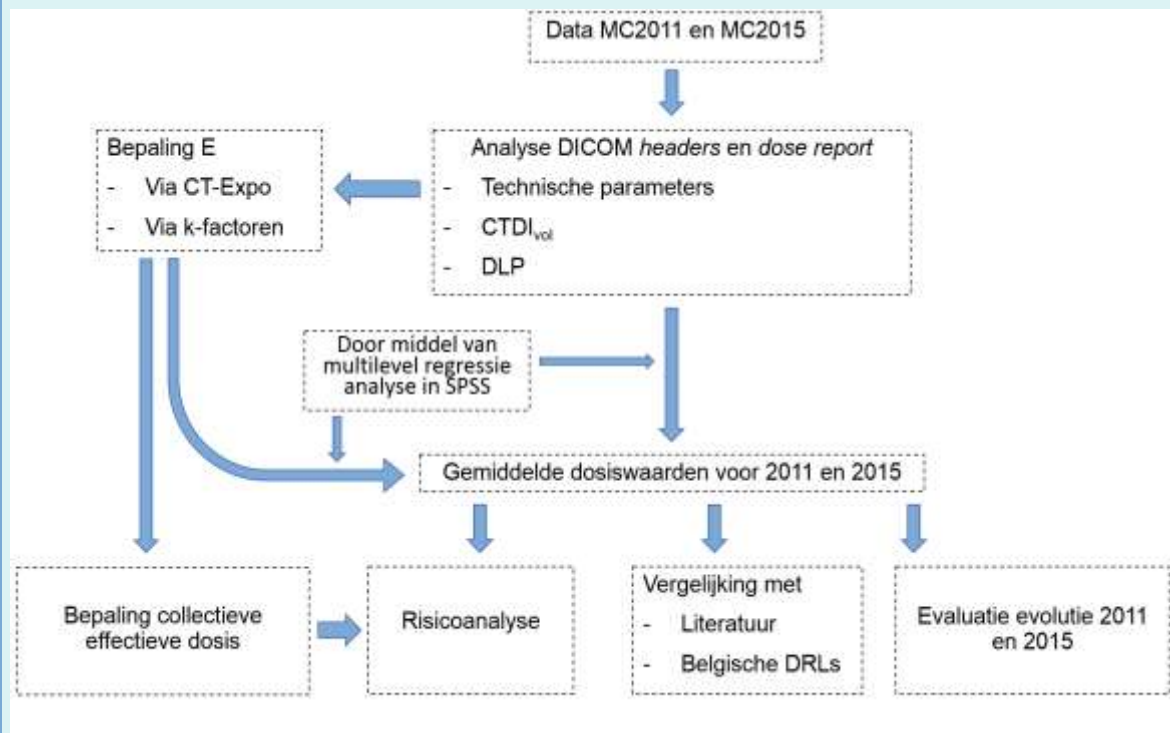 Data MC2011 en MC2015
Bepaling E
- Via CT-Expo
- Via k-factoren
Analyse DICOM headers en dose report
- Technische parameters
- CTDIvol
- DLP
Door middel van
multilevel regressie
analyse in SPSS
Gemiddelde dosiswaarden voor 2011 en 2015
Bepaling collectieve
effectieve dosis
Risicoanalyse
Vergelijking met
- Literatuur
- Belgische DRLs
Evaluatie evolutie 2011
en 2015